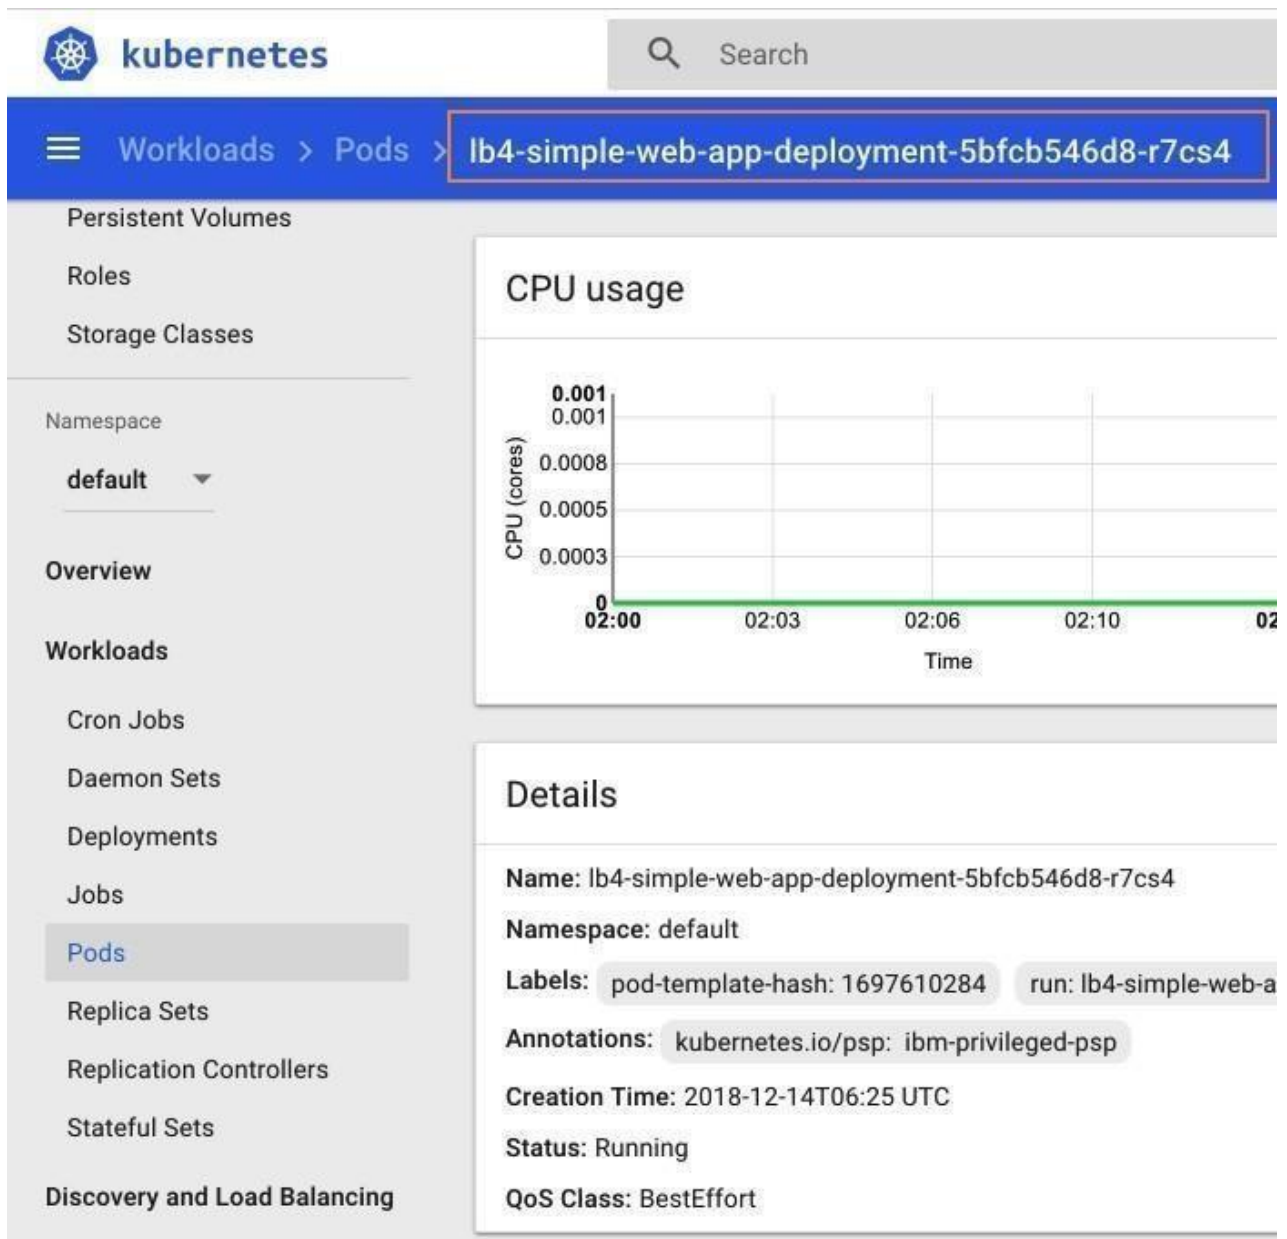 kubernetes
Search
Workloads > Pods > lb4-simple-web-app-deployment-5bfcb546d8-r7cs4
Persistent Volumes
Roles
Storage Classes
Namespace
default
Overview
Workloads
Cron Jobs
Daemon Sets
Deployments
Jobs
Pods
Replica Sets
Replication Controllers
Stateful Sets
Discovery and Load Balancing
CPU usage
CPU (cores)
0.001
0.001
0.0008
0.0005
0.0003
0
02:00 02:03 02:06 02:10 02
Time
Details
Name: lb4-simple-web-app-deployment-5bfcb546d8-r7cs4
Namespace: default
Labels: pod-template-hash: 1697610284 run: lb4-simple-web-a
Annotations: kubernetes.io/psp: ibm-privileged-psp
Creation Time: 2018-12-14T06:25 UTC
Status: Running
QoS Class: BestEffort